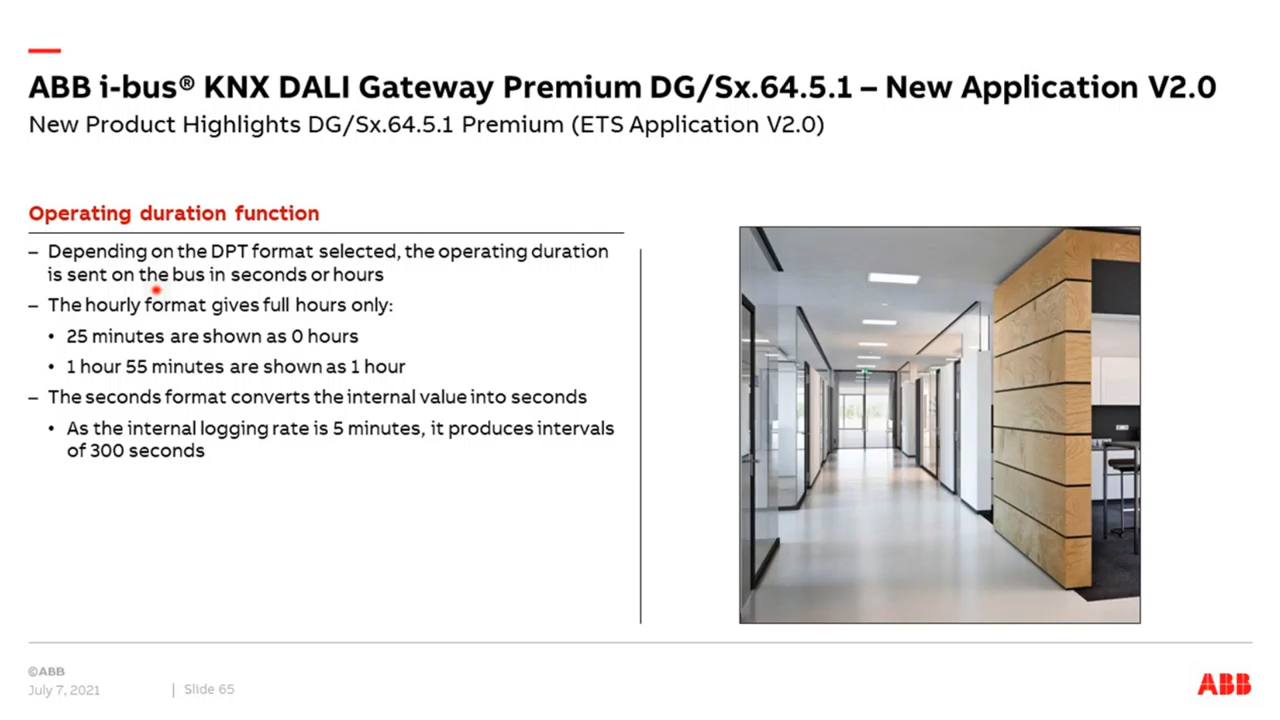 ABB i-bus® KNX DALI Gateway Premium DG/Sx.64.5.1 – New Application V2.0
New Product Highlights DG/Sx.64.5.1 Premium (ETS Application V2.0)
Operating duration function
– Depending on the DPT format selected, the operating duration
is sent on the bus in seconds or hours
– The hourly format gives full hours only:
• 25 minutes are shown as 0 hours
• 1 hour 55 minutes are shown as 1 hour
– The seconds format converts the internal value into seconds
• As the internal logging rate is 5 minutes, it produces intervals
of 300 seconds
©ABB
July 7, 2021 | Slide 65
ABB